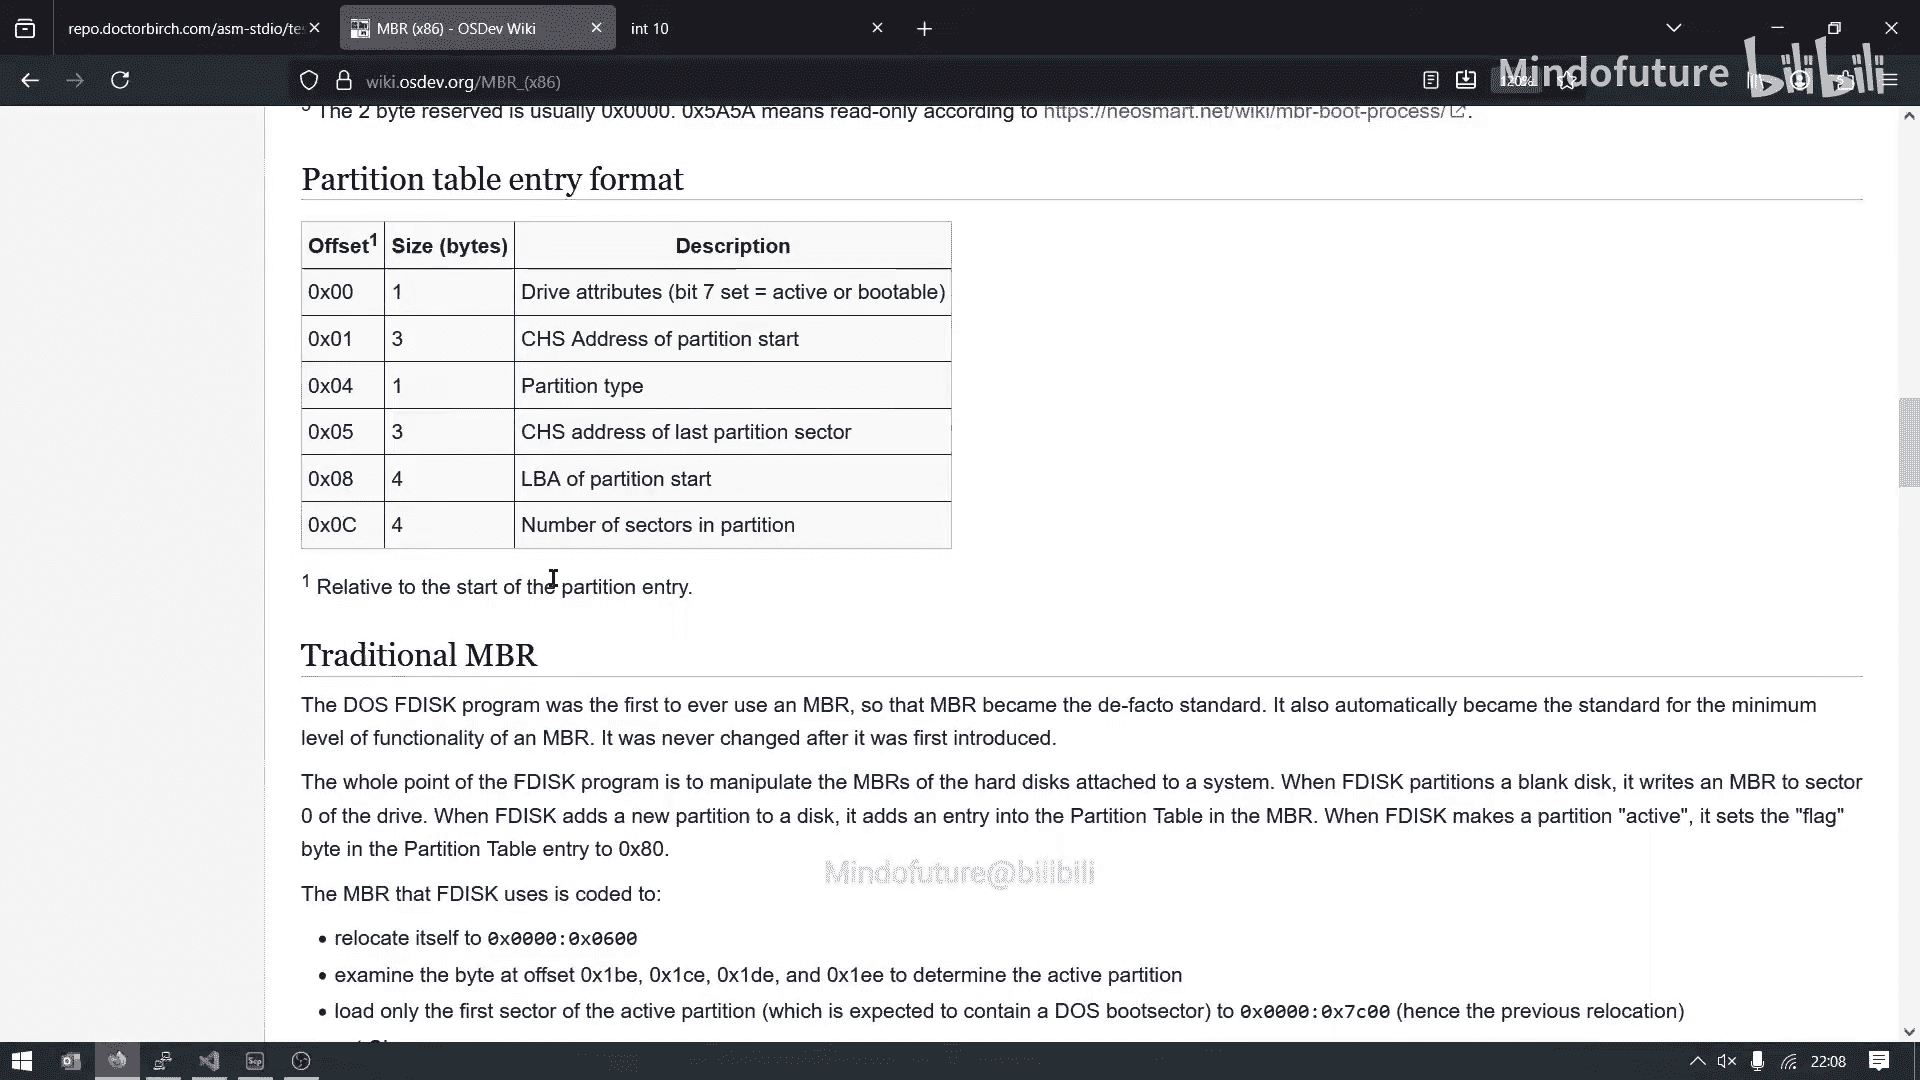 repo.doctorbirch.com/asm-stdio/te
MBR (x86) - OSDev Wiki
int 10
wiki.osdev.org/MBR_(x86)
120%
Mindofuture bilibili
3 The 2 byte reserved is usually 0x0000. 0x5A5A means read-only according to https://neosmart.net/wiki/mbr-boot-process/ .
Partition table entry format
Offset1 Size (bytes) Description
0x00 1 Drive attributes (bit 7 set = active or bootable)
0x01 3 CHS Address of partition start
0x04 1 Partition type
0x05 3 CHS address of last partition sector
0x08 4 LBA of partition start
0x0C 4 Number of sectors in partition
1 Relative to the start of the partition entry.
Traditional MBR
The DOS FDISK program was the first to ever use an MBR, so that MBR became the de-facto standard. It also automatically became the standard for the minimum
level of functionality of an MBR. It was never changed after it was first introduced.
The whole point of the FDISK program is to manipulate the MBRs of the hard disks attached to a system. When FDISK partitions a blank disk, it writes an MBR to sector
0 of the drive. When FDISK adds a new partition to a disk, it adds an entry into the Partition Table in the MBR. When FDISK makes a partition "active", it sets the "flag"
byte in the Partition Table entry to 0x80.
Mindofuture@bilibili
The MBR that FDISK uses is coded to:
• relocate itself to 0x0000:0x0600
• examine the byte at offset 0x1be, 0x1ce, 0x1de, and 0x1ee to determine the active partition
• load only the first sector of the active partition (which is expected to contain a DOS bootsector) to 0x0000:0x7c00 (hence the previous relocation)
22:08